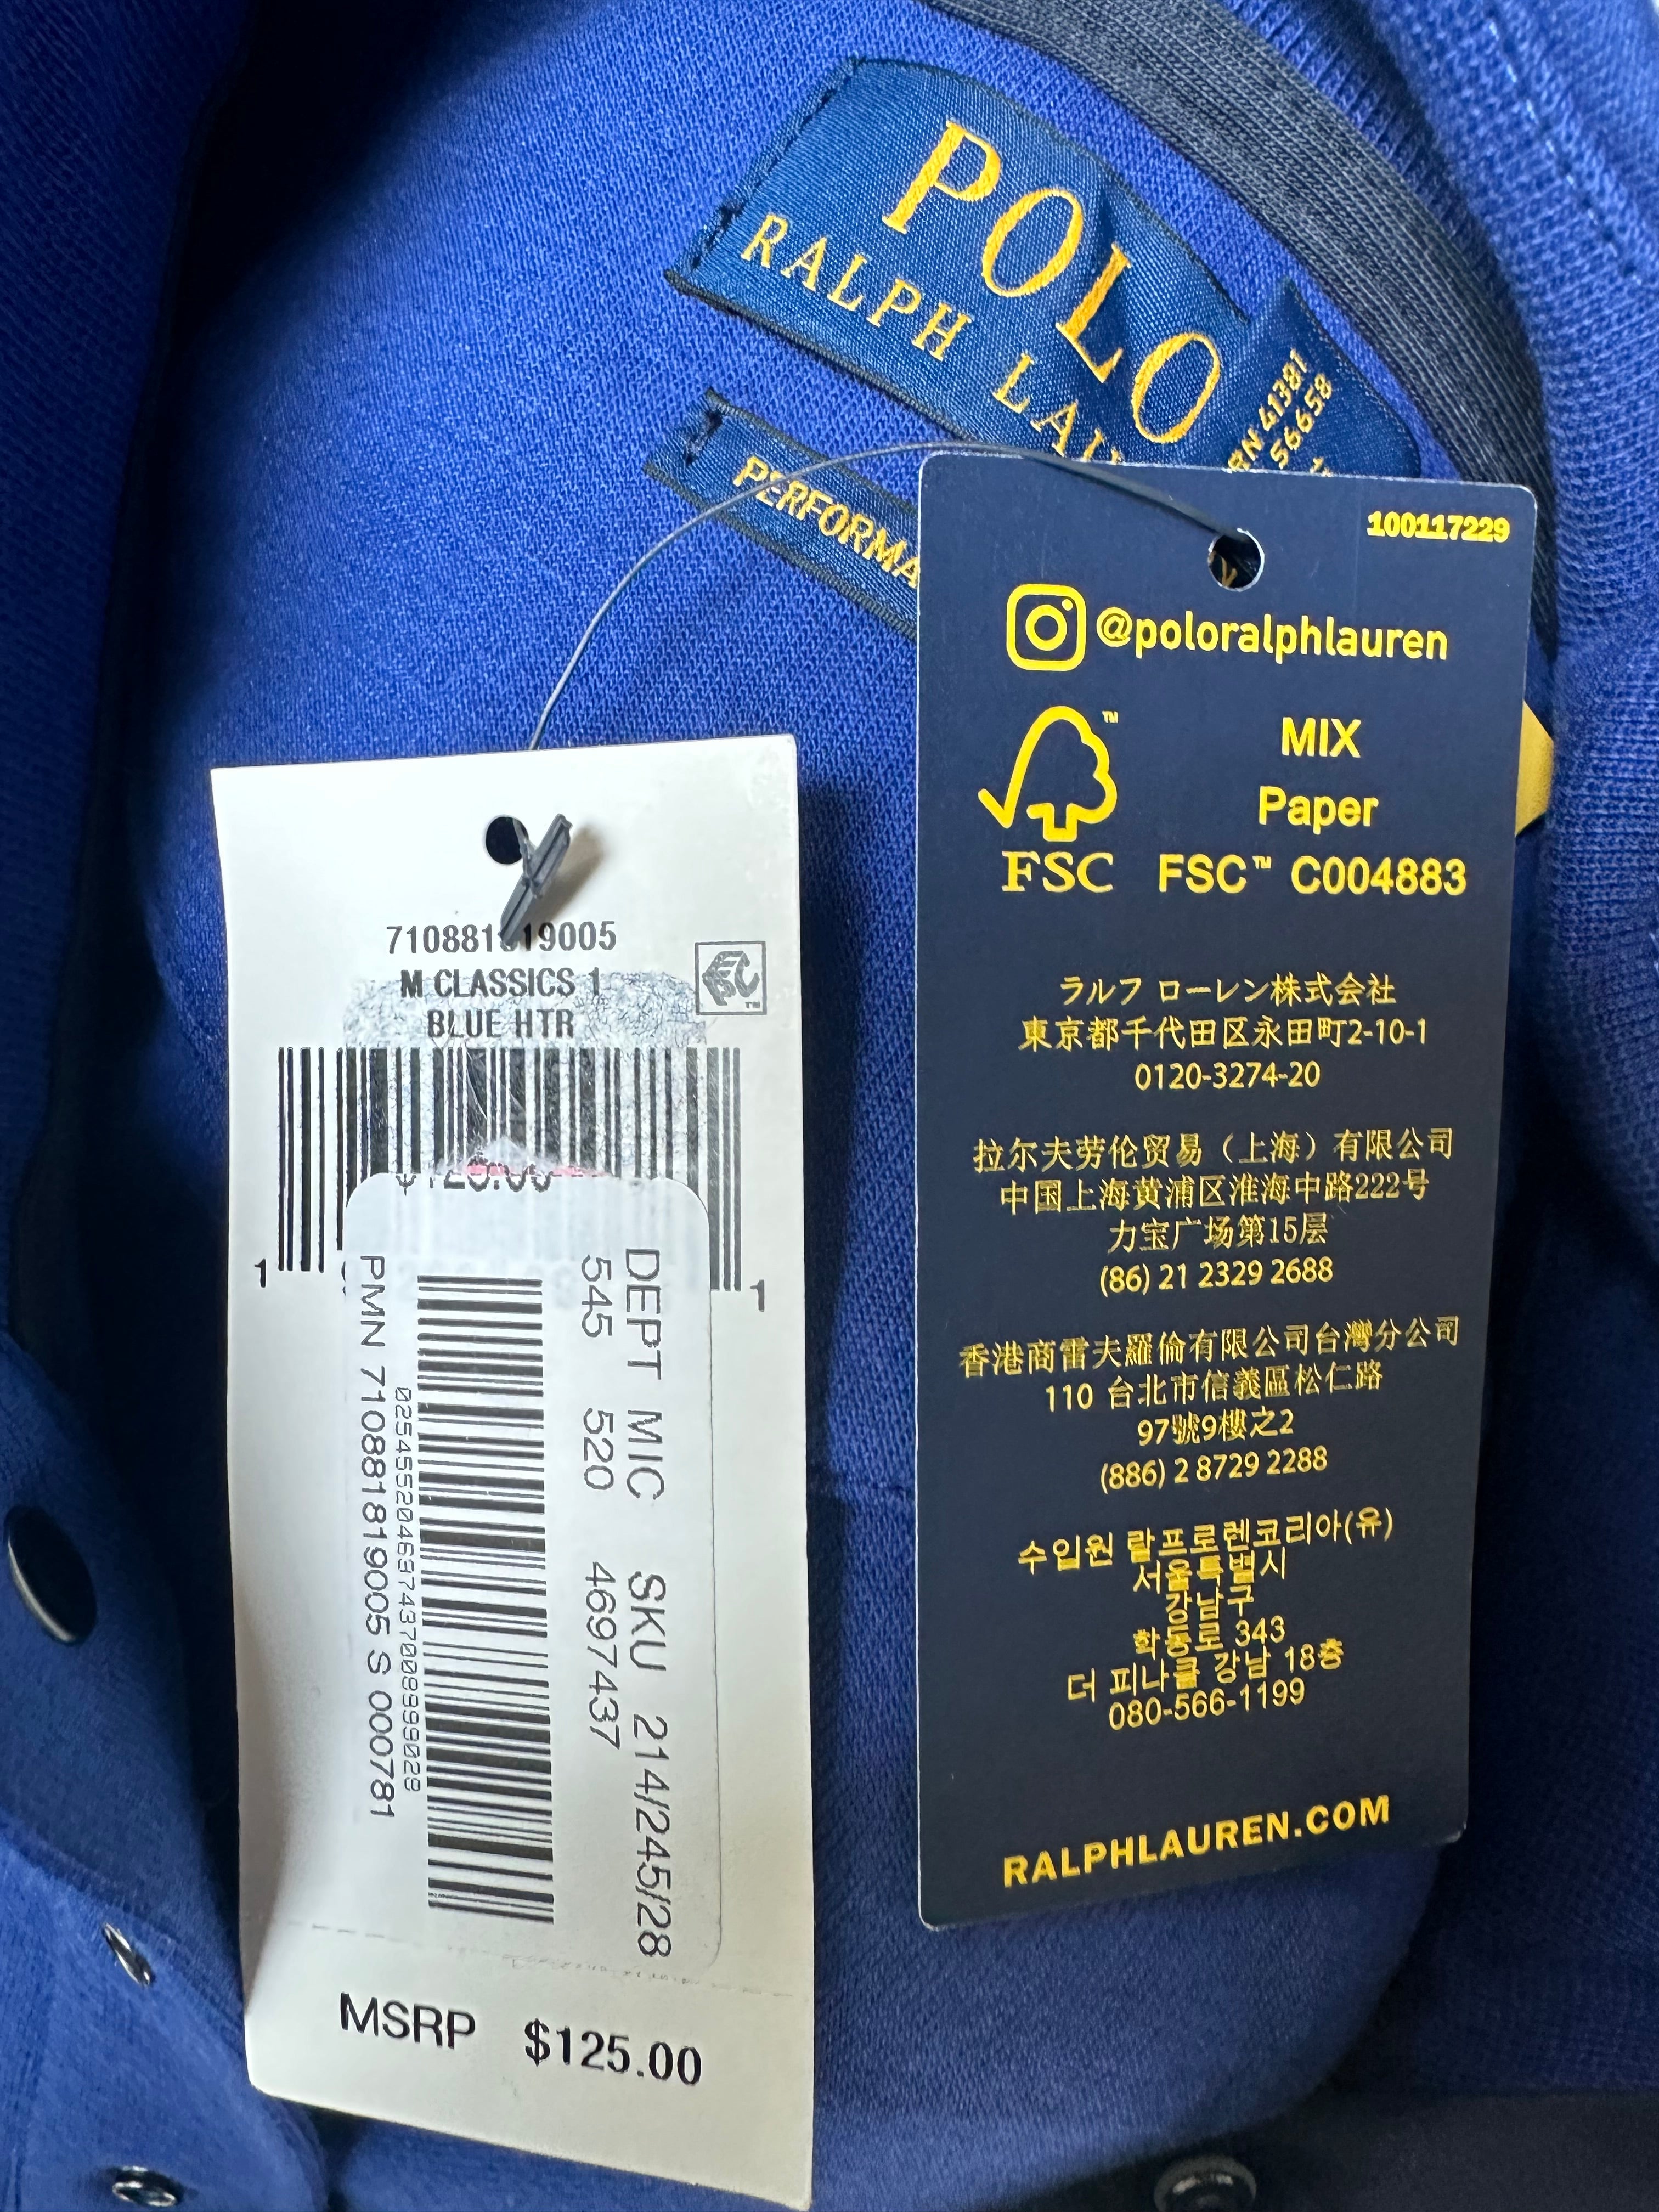 POLO
RALPH
RN 41381
56658
100117229
@poloralphlauren
MIX
Paper
FSC FSC™ C004883
ラルフ ローレン株式会社
東京都千代田区永田町2-10-1
0120-3274-20
拉尔夫劳伦贸易（上海）有限公司
中国上海黄浦区淮海中路222号
力宝广场第15层
(86) 21 2329 2688
香港商雷夫羅倫有限公司台灣分公司
110 台北市信義區松仁路
97號9樓之2
(886) 2 8729 2288
수입원 랄프로렌코리아(유)
서울특별시
강남구
학동로 343
더 피나클 강남 18층
080-566-1199
RALPHLAUREN.COM
M CLASSICS 1
BLUE HTR
FSC™
1 1
DEPT MIC SKU 214/245/28
545 520 4697437
025455204697437008999028
PMN 710881819005 S 000781
MSRP $125.00